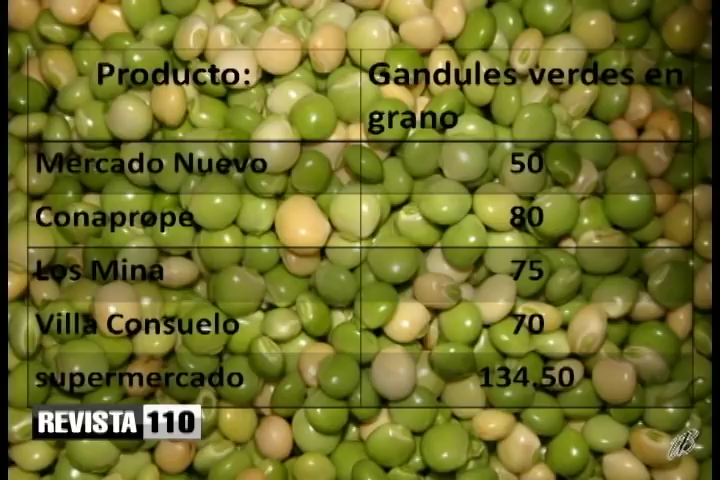 Producto: Gandules verdes en
grano
Mercado Nuevo 50
Conaprope 80
Los Mina 75
Villa Consuelo 70
supermercado 134.50
REVISTA 110